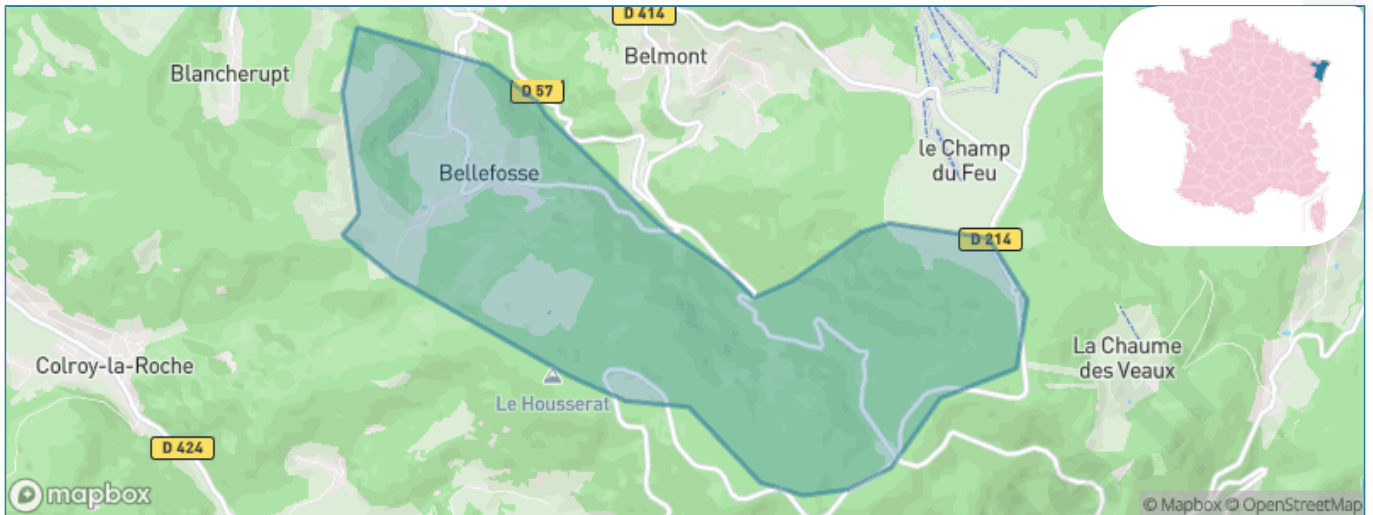 D 414
Belmont
Blancherupt
D 57
le Champ
du Feu
Bellefosse
D 214
La Chaume
des Veaux
Colroy-la-Roche
Le Housserat
D 424
mapbox
© Mapbox © OpenStreetMap